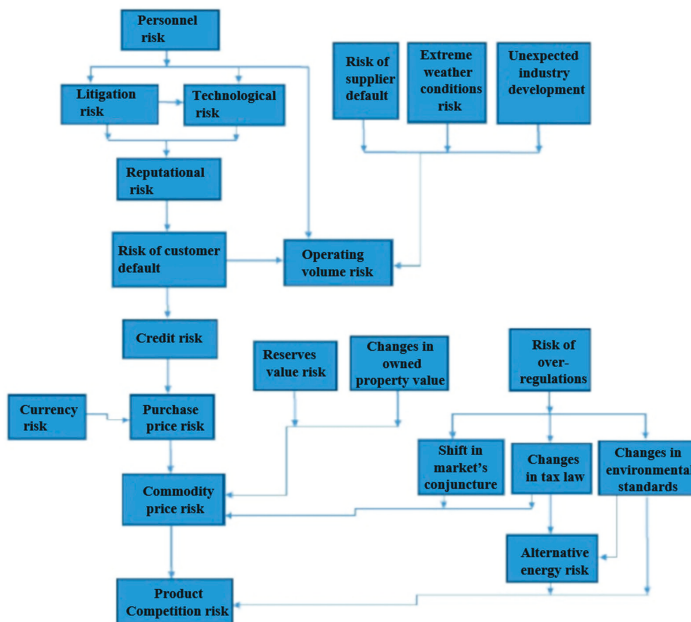 Personnel
risk
Litigation
risk
Technological
risk
Risk of
supplier
default
Extreme
weather
conditions
risk
Unexpected
industry
development
Reputational
risk
Risk of customer
default
Operating
volume risk
Credit risk
Reserves
value risk
Changes in
owned
property value
Risk of
over-
regulations
Currency
risk
Purchase
price risk
Shift in
market's
conjuncture
Changes
in tax law
Changes in
environmental
standards
Commodity
price risk
Alternative
energy risk
Product
Competition risk